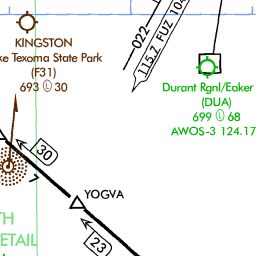 KINGSTON
ke Texoma State Park
(F31)
693 Ⓛ 30
022
115.7 FUZ 10
Durant Rgnl/Eaker
(DUA)
699 Ⓛ 68
AWOS-3 124.17
30
YOGVA
TH
ETAIL
23